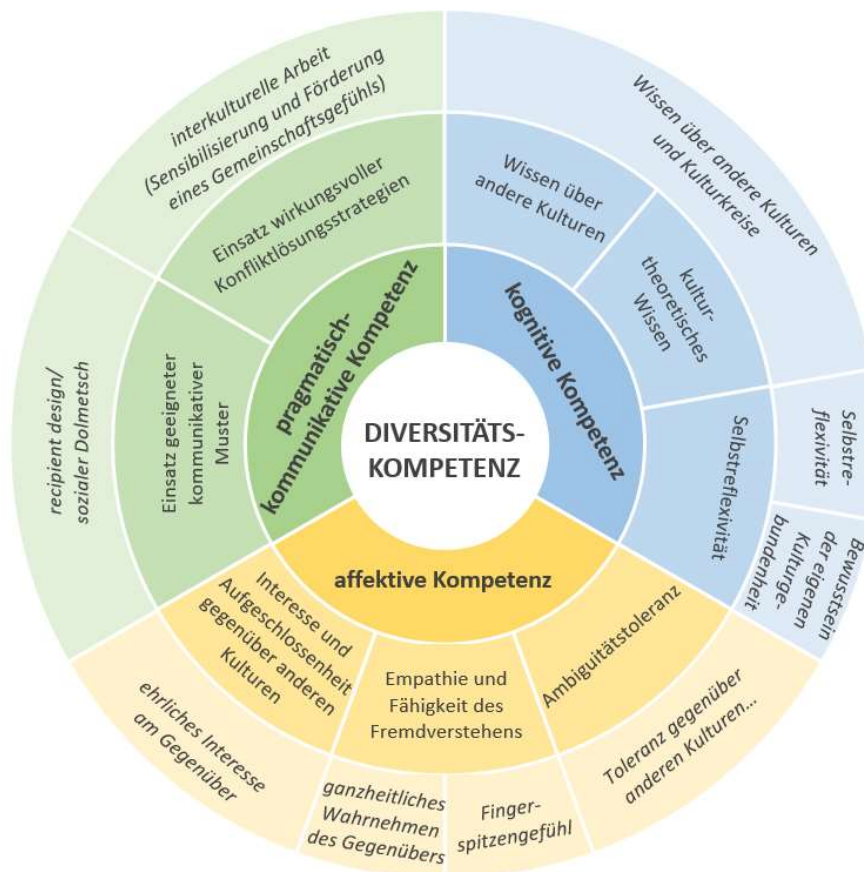 DIVERSITÄTS-
KOMPETENZ
kognitive Kompetenz
Wissen über
andere Kulturen
kultur-
theoretisches
Wissen
Selbstreflexivität
Wissen über andere Kulturen
und Kulturkreise
Selbstre-
flexivität
Bewusstsein
der eigenen
Kulturge-
bundenheit
affektive Kompetenz
Ambiguitätstoleranz
Empathie und
Fähigkeit des
Fremdverstehens
Interesse und
Aufgeschlossenheit
gegenüber anderen
Kulturen
Toleranz gegenüber
anderen Kulturen...
Finger-
spitzengefühl
ganzheitliches
Wahrnehmen
des Gegenübers
ehrliches Interesse
am Gegenüber
pragmatisch-
kommunikative Kompetenz
Einsatz geeigneter
kommunikativer
Muster
Einsatz wirkungsvoller
Konfliktlösungsstrategien
recipient design/
sozialer Dolmetsch
interkulturelle Arbeit
(Sensibilisierung und Förderung
eines Gemeinschaftsgefühls)